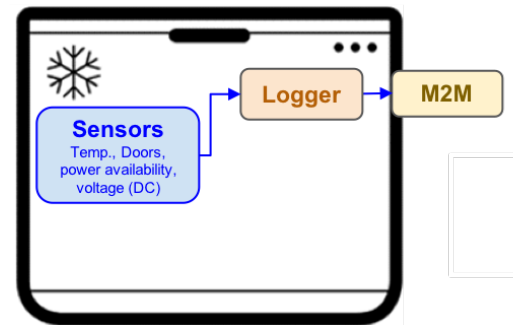 Logger
M2M
Sensors
Temp., Doors,
power availability,
voltage (DC)